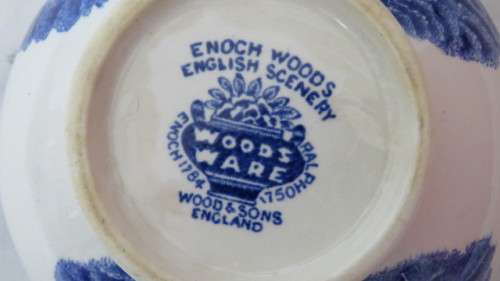 ENOCH WOODS
ENGLISH SCENERY
WOODS
WARE
ENOCH 1784
RALPH 1750
WOOD & SONS
ENGLAND